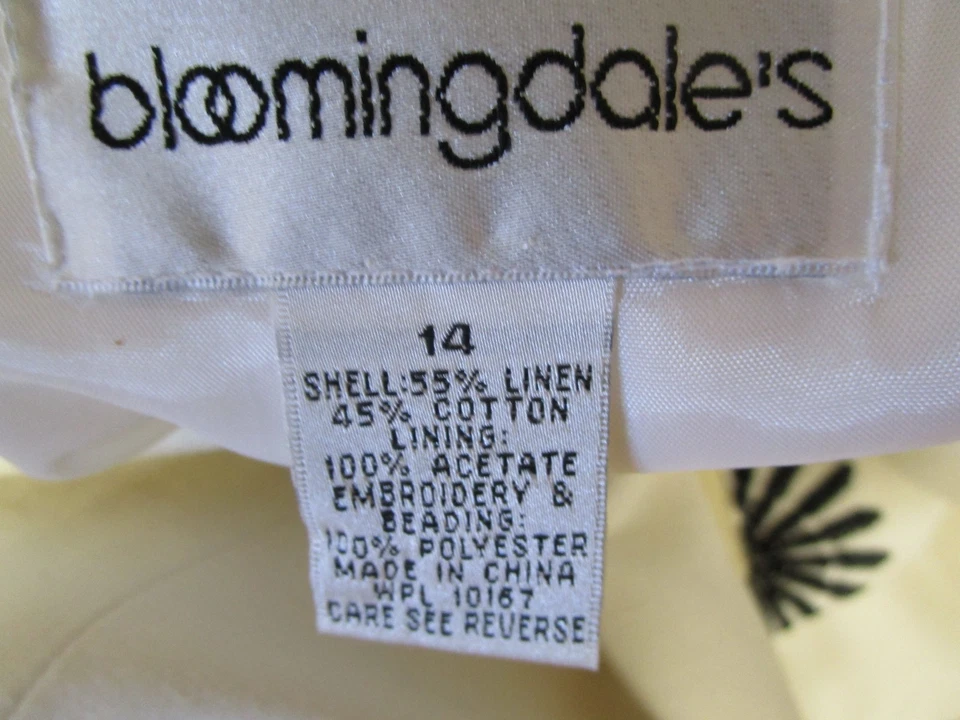 bloomingdale's
14
SHELL:55% LINEN
45% COTTON
LINING:
100% ACETATE
EMBROIDERY &
BEADING:
100% POLYESTER
MADE IN CHINA
WPL 10167
CARE SEE REVERSE